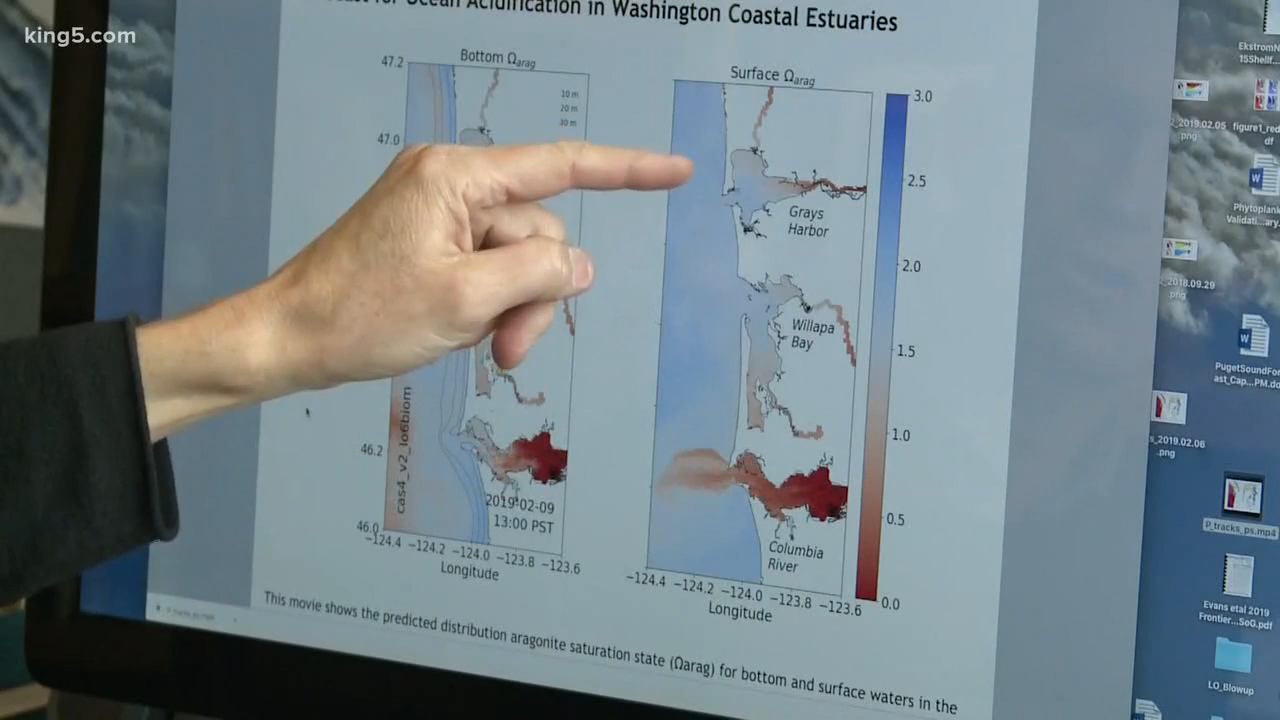 king5.com
Ocean Acidification in Washington Coastal Estuaries
Bottom Ωarag
Surface Ωarag
47.2
47.0
46.2
46.0
10 m
20 m
30 m
cas4_v2_lo6biom
2019-02-09
13:00 PST
−124.4 −124.2 −124.0 −123.8 −123.6
Longitude
Grays
Harbor
Willapa
Bay
Columbia
River
−124.4 −124.2 −124.0 −123.8 −123.6
Longitude
3.0
2.5
2.0
1.5
1.0
0.5
0.0
This movie shows the predicted distribution aragonite saturation state (Ωarag) for bottom and surface waters in the
EkstromN
15Shellf...
_2019.02.05
png
figure1_red
df
Phytoplank
Validati...ary.
_2018.09.29
png
PugetSoundFor
ast_Cap...PM.do
s_2019.02.06
.png
P_tracks_ps.mp4
Evans etal 2019
Frontier...SoG.pdf
LO_Blowup